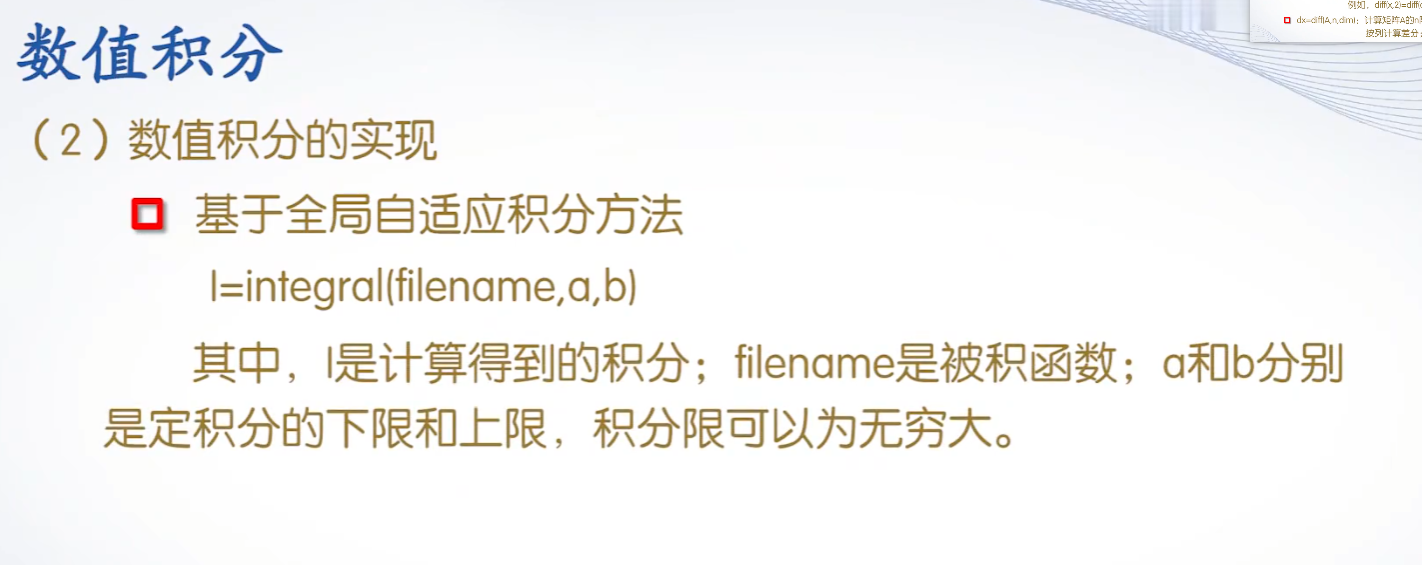 数值积分
（2）数值积分的实现
基于全局自适应积分方法
I=integral(filename,a,b)
其中，I是计算得到的积分；filename是被积函数；a和b分别
是定积分的下限和上限，积分限可以为无穷大。
例如，diff(x,2)=diff(
dx=diff(A,n,dim)：计算矩阵A的n
按列计算差分；